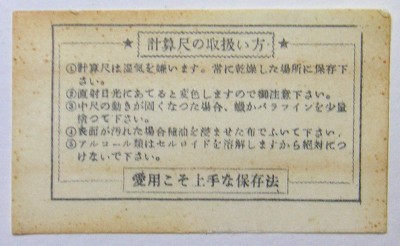 ★計算尺の取扱い方★
①計算尺は湿気を嫌います。常に乾燥した場所に保存下
さい。
②直射日光にあてると変色しますので御注意下さい。
③中尺の動きが固くなつた場合、蠟かパラフインを少量
塗つて下さい。
④表面が汚れた場合種油を浸ませた布でふいて下さい。
⑤アルコール類はセルロイドを溶解しますから絶対につ
けないで下さい。
愛用こそ上手な保存法